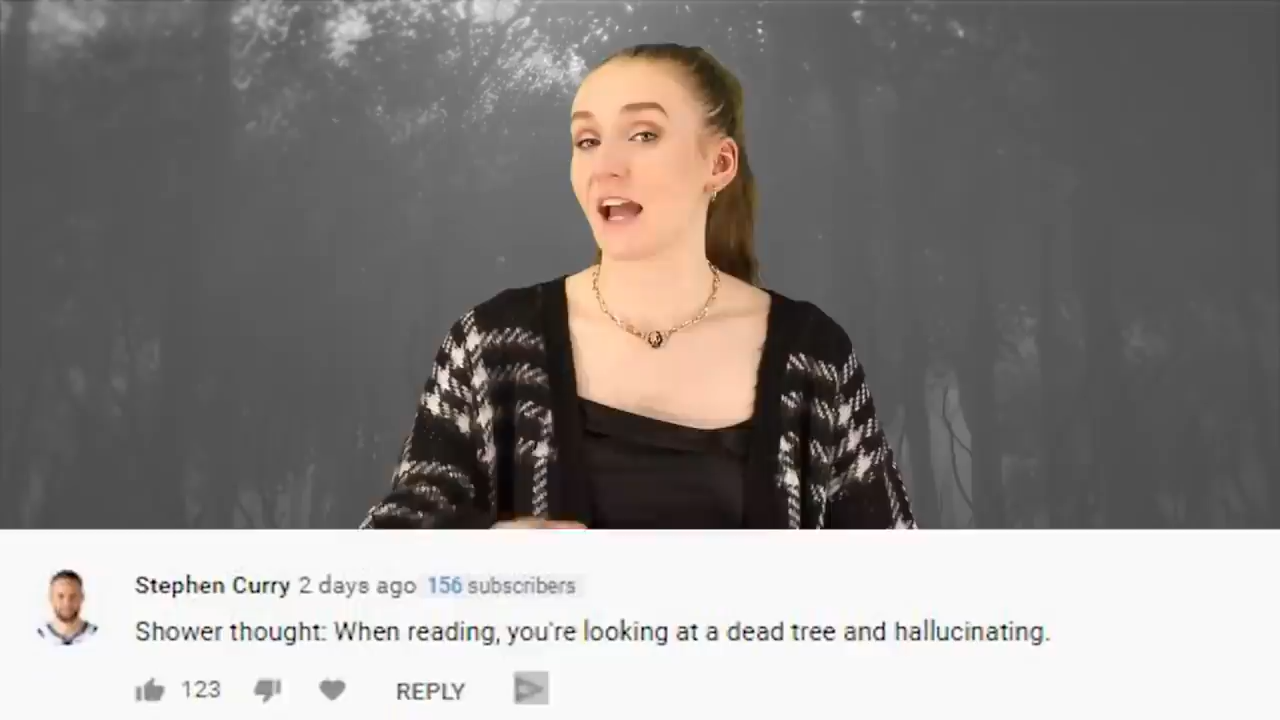 Stephen Curry 2 days ago 156 subscribers
Shower thought: When reading, you're looking at a dead tree and hallucinating.
123 REPLY